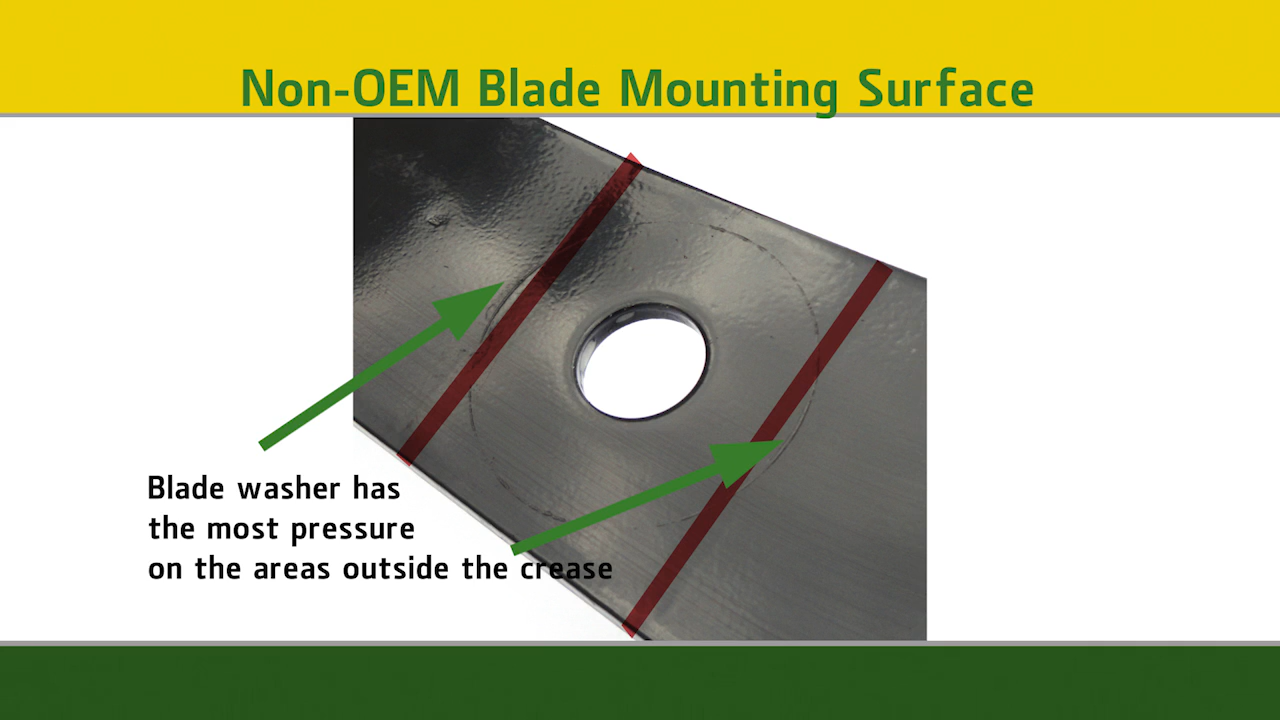 Non-OEM Blade Mounting Surface
Blade washer has
the most pressure
on the areas outside the crease